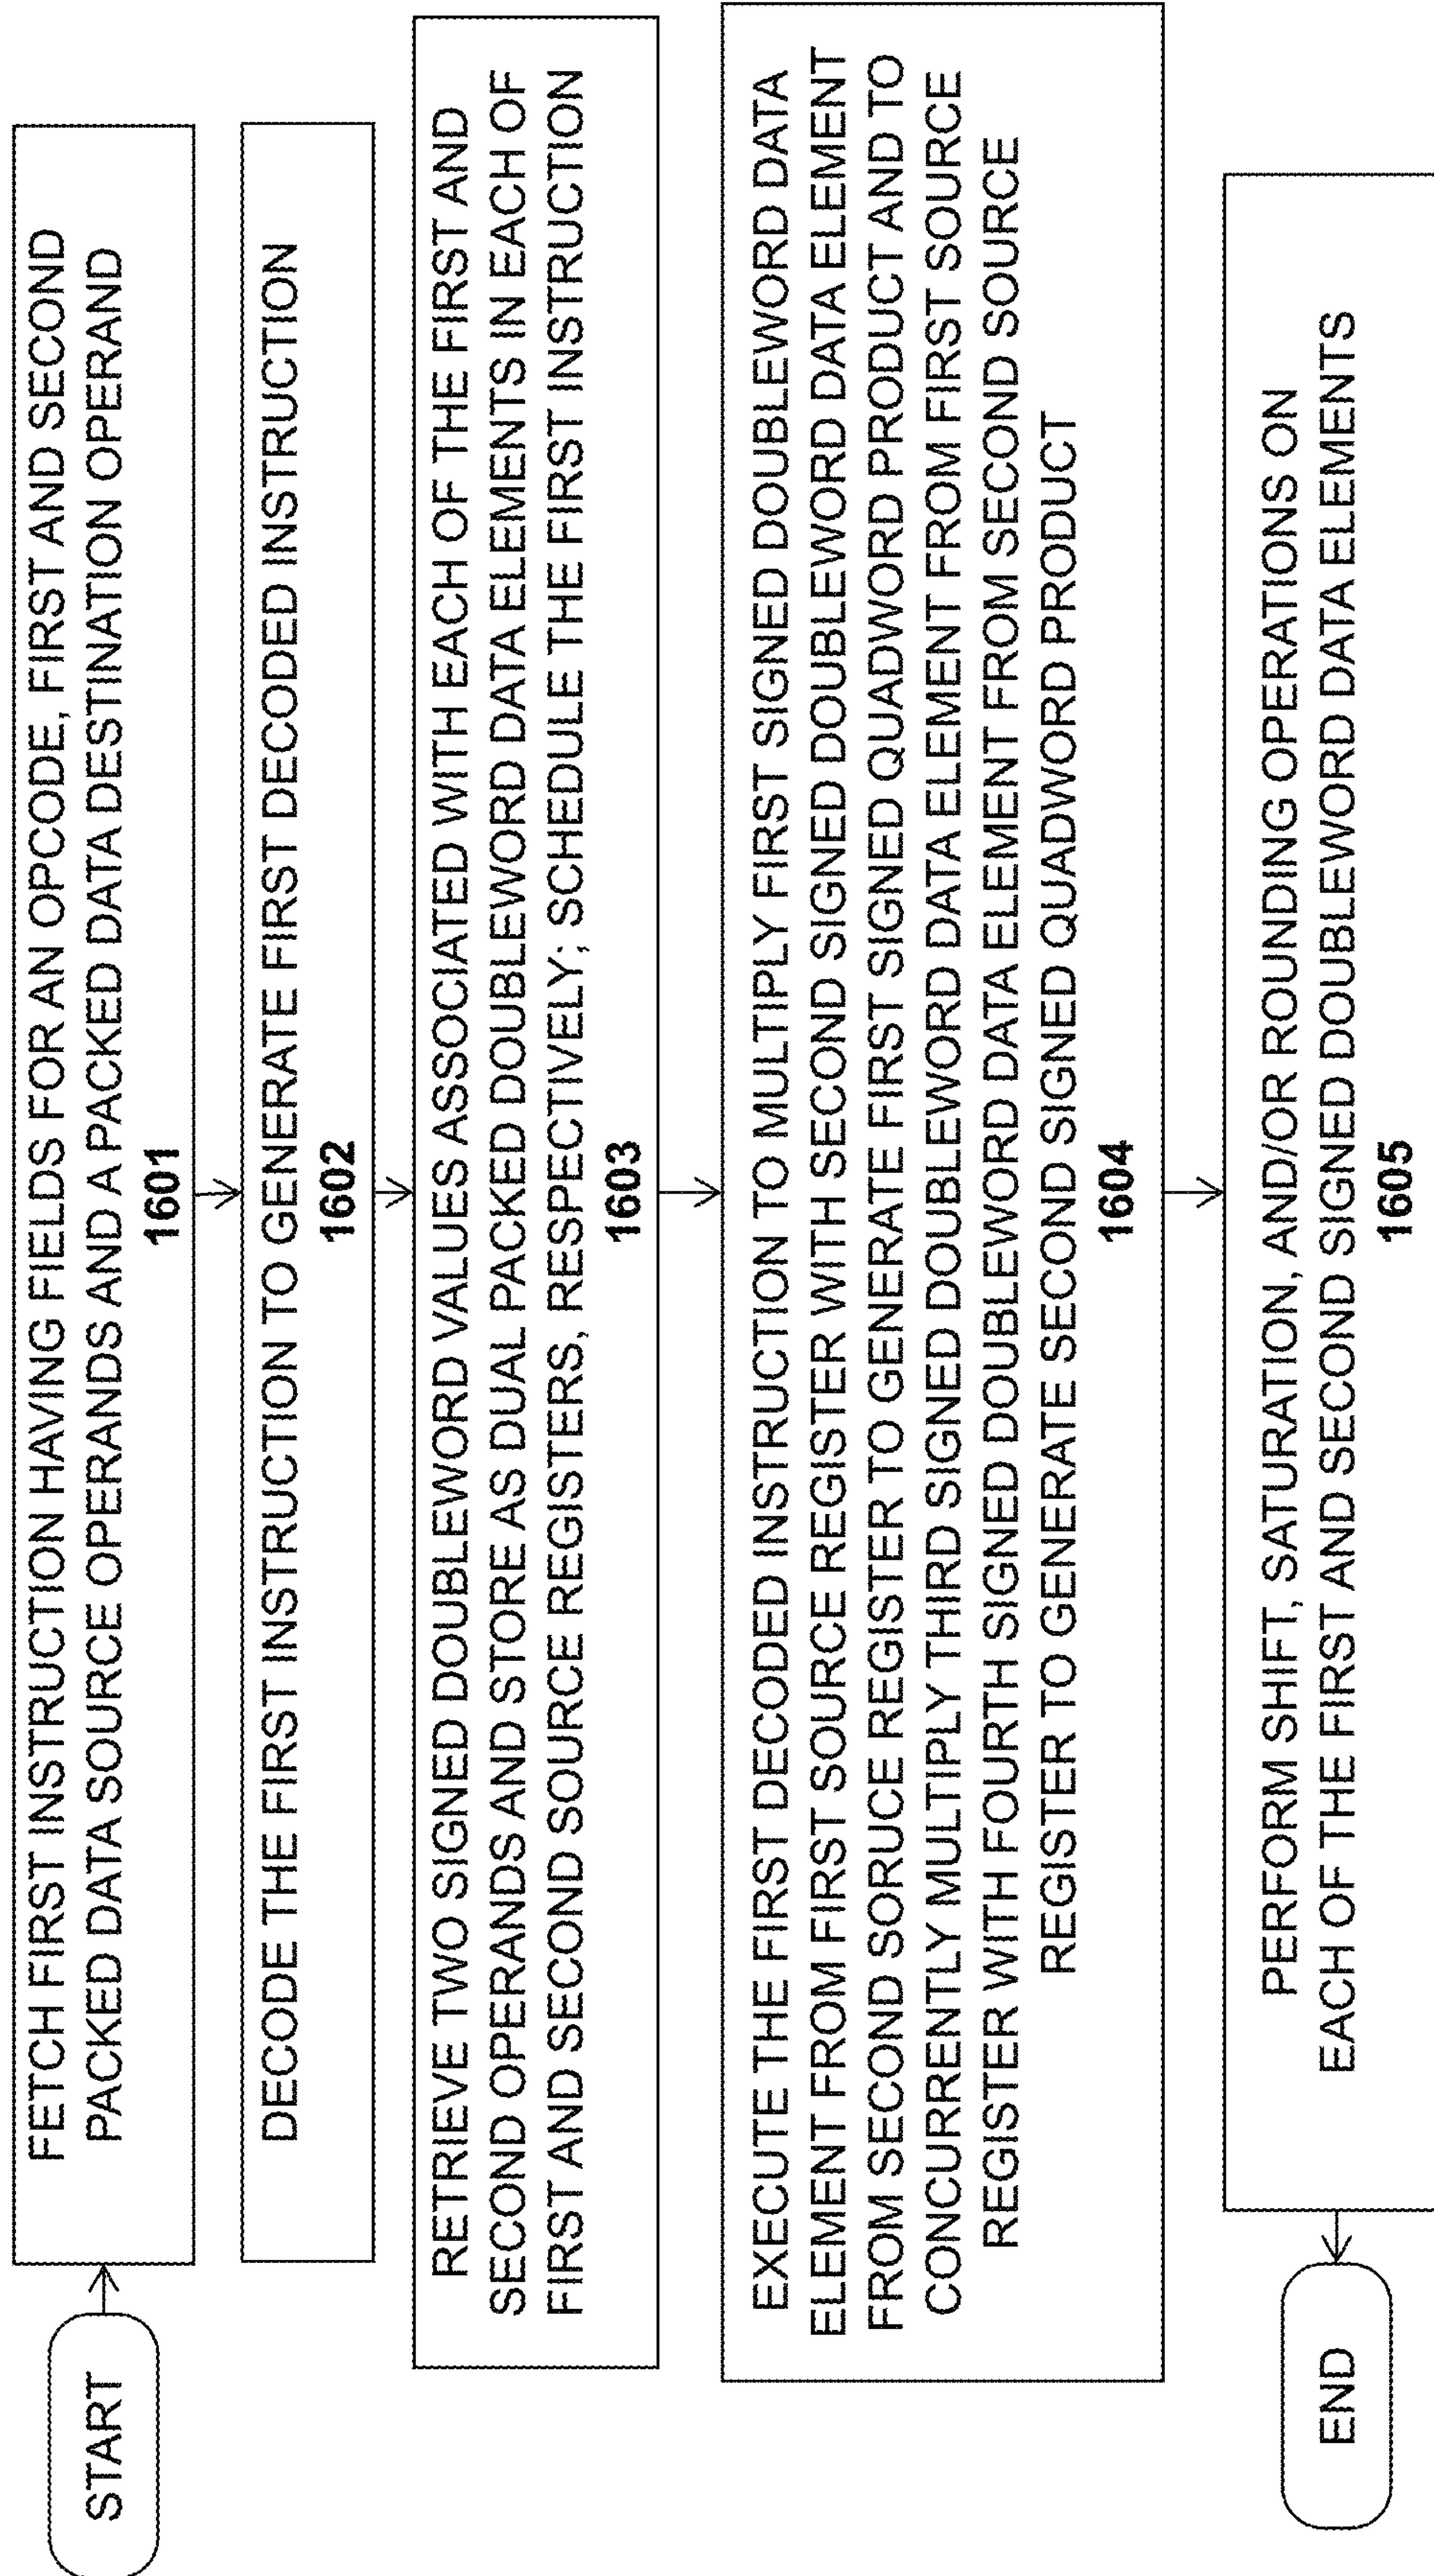 START
FETCH FIRST INSTRUCTION HAVING FIELDS FOR AN OPCODE, FIRST AND SECOND
PACKED DATA SOURCE OPERANDS AND A PACKED DATA DESTINATION OPERAND
1601
DECODE THE FIRST INSTRUCTION TO GENERATE FIRST DECODED INSTRUCTION
1602
RETRIEVE TWO SIGNED DOUBLEWORD VALUES ASSOCIATED WITH EACH OF THE FIRST AND
SECOND OPERANDS AND STORE AS DUAL PACKED DOUBLEWORD DATA ELEMENTS IN EACH OF
FIRST AND SECOND SOURCE REGISTERS, RESPECTIVELY; SCHEDULE THE FIRST INSTRUCTION
1603
EXECUTE THE FIRST DECODED INSTRUCTION TO MULTIPLY FIRST SIGNED DOUBLEWORD DATA
ELEMENT FROM FIRST SOURCE REGISTER WITH SECOND SIGNED DOUBLEWORD DATA ELEMENT
FROM SECOND SORUCE REGISTER TO GENERATE FIRST SIGNED QUADWORD PRODUCT AND TO
CONCURRENTLY MULTIPLY THIRD SIGNED DOUBLEWORD DATA ELEMENT FROM FIRST SOURCE
REGISTER WITH FOURTH SIGNED DOUBLEWORD DATA ELEMENT FROM SECOND SOURCE
REGISTER TO GENERATE SECOND SIGNED QUADWORD PRODUCT
1604
PERFORM SHIFT, SATURATION, AND/OR ROUNDING OPERATIONS ON
EACH OF THE FIRST AND SECOND SIGNED DOUBLEWORD DATA ELEMENTS
1605
END